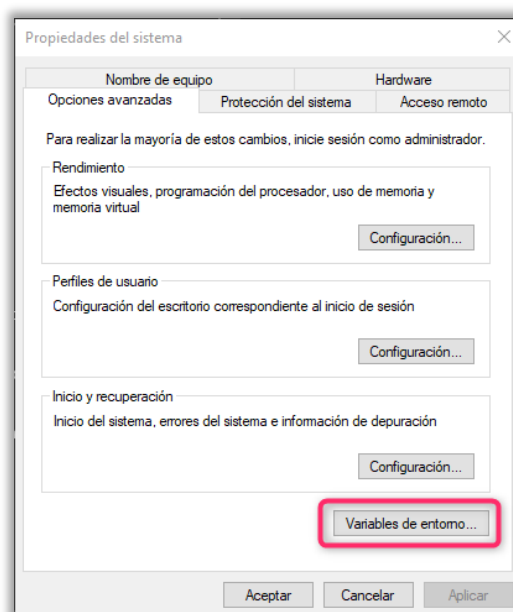 Propiedades del sistema
Nombre de equipo
Hardware
Opciones avanzadas
Protección del sistema
Acceso remoto
Para realizar la mayoría de estos cambios, inicie sesión como administrador.
Rendimiento
Efectos visuales, programación del procesador, uso de memoria y
memoria virtual
Configuración...
Perfiles de usuario
Configuración del escritorio correspondiente al inicio de sesión
Configuración...
Inicio y recuperación
Inicio del sistema, errores del sistema e información de depuración
Configuración...
Variables de entorno...
Aceptar
Cancelar
Aplicar